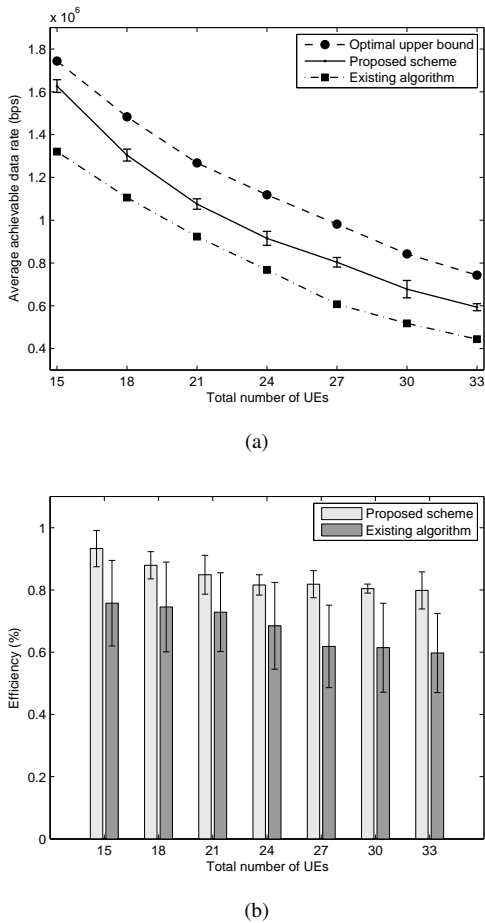 x 10^6
1.8
1.6
1.4
1.2
1
0.8
0.6
0.4
Average achievable data rate (bps)
Optimal upper bound
Proposed scheme
Existing algorithm
15 18 21 24 27 30 33
Total number of UEs
(a)
1
0.8
0.6
0.4
0.2
0
Efficiency (%)
Proposed scheme
Existing algorithm
15 18 21 24 27 30 33
Total number of UEs
(b)